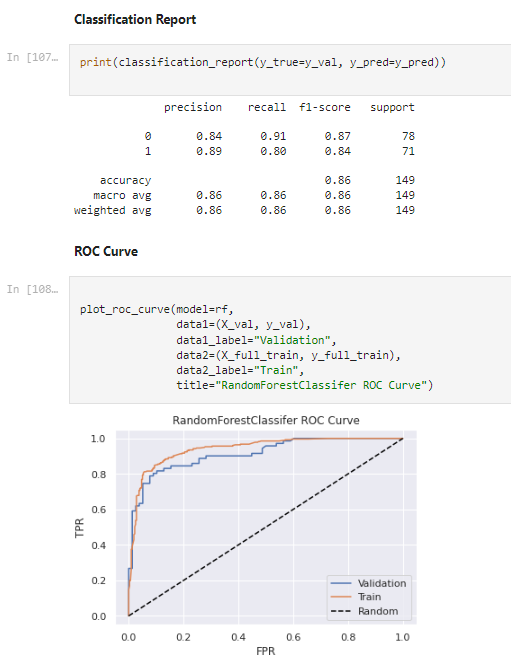 Classification Report
In [107…
print(classification_report(y_true=y_val, y_pred=y_pred))
precision recall f1-score support
0 0.84 0.91 0.87 78
1 0.89 0.80 0.84 71
accuracy 0.86 149
macro avg 0.86 0.86 0.86 149
weighted avg 0.86 0.86 0.86 149
ROC Curve
In [108…
plot_roc_curve(model=rf,
data1=(X_val, y_val),
data1_label="Validation",
data2=(X_full_train, y_full_train),
data2_label="Train",
title="RandomForestClassifer ROC Curve")
RandomForestClassifer ROC Curve
1.0
0.8
0.6
0.4
0.2
0.0
TPR
Validation
Train
Random
0.0 0.2 0.4 0.6 0.8 1.0
FPR